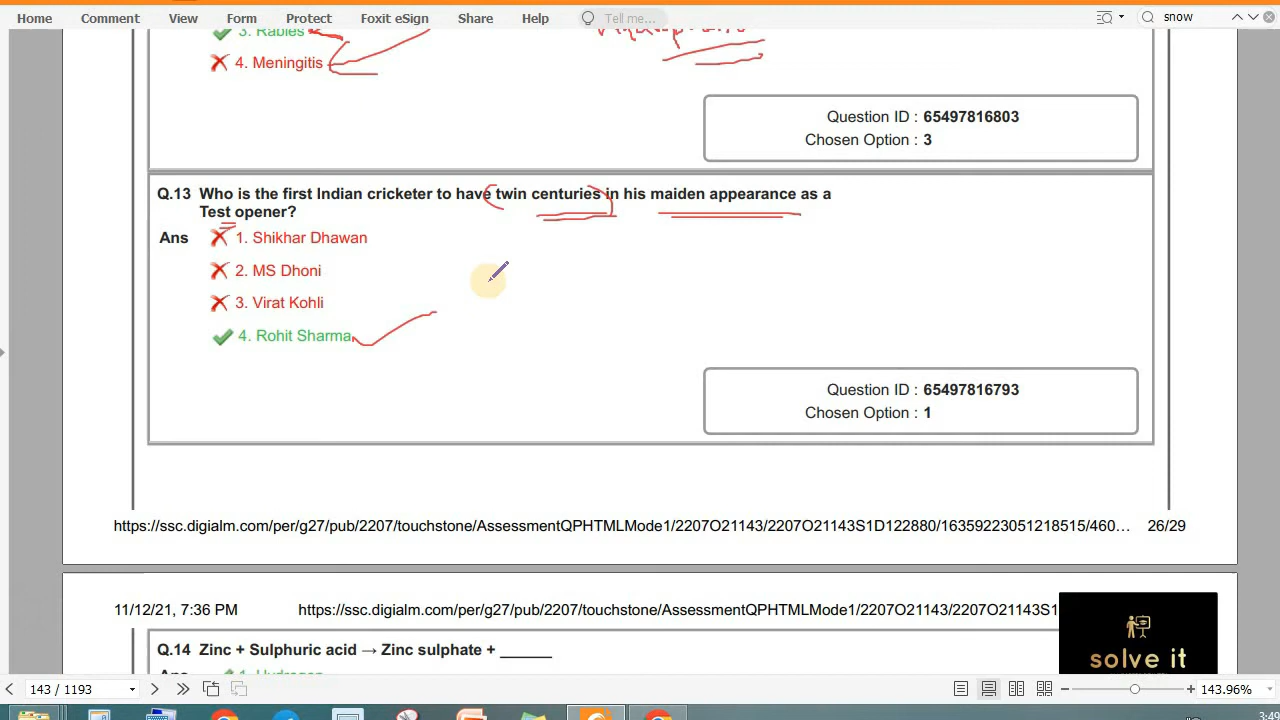 Home Comment View Form Protect Foxit eSign Share Help Tell me... snow
3. Rabies
4. Meningitis
Question ID : 65497816803
Chosen Option : 3
Q.13 Who is the first Indian cricketer to have twin centuries in his maiden appearance as a
Test opener?
Ans 1. Shikhar Dhawan
2. MS Dhoni
3. Virat Kohli
4. Rohit Sharma
Question ID : 65497816793
Chosen Option : 1
https://ssc.digialm.com/per/g27/pub/2207/touchstone/AssessmentQPHTMLMode1/2207O21143/2207O21143S1D122880/16359223051218515/460… 26/29
11/12/21, 7:36 PM https://ssc.digialm.com/per/g27/pub/2207/touchstone/AssessmentQPHTMLMode1/2207O21143/2207O21143S1
Q.14 Zinc + Sulphuric acid → Zinc sulphate + ______
solve it
Ans 1. Hydrogen
143 / 1193 143.96%